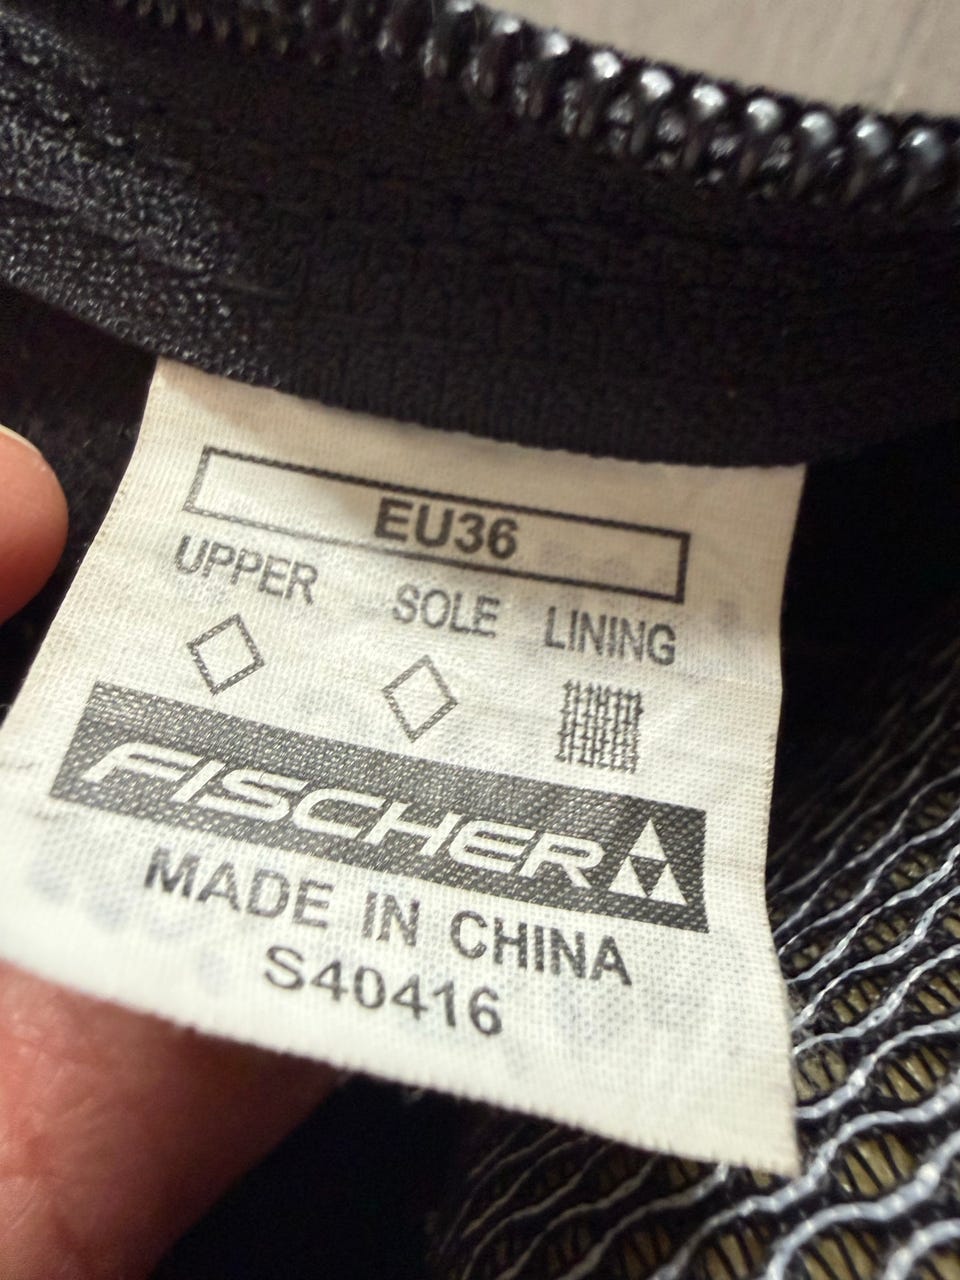 EU36
UPPER SOLE LINING
FISCHER
MADE IN CHINA
S40416